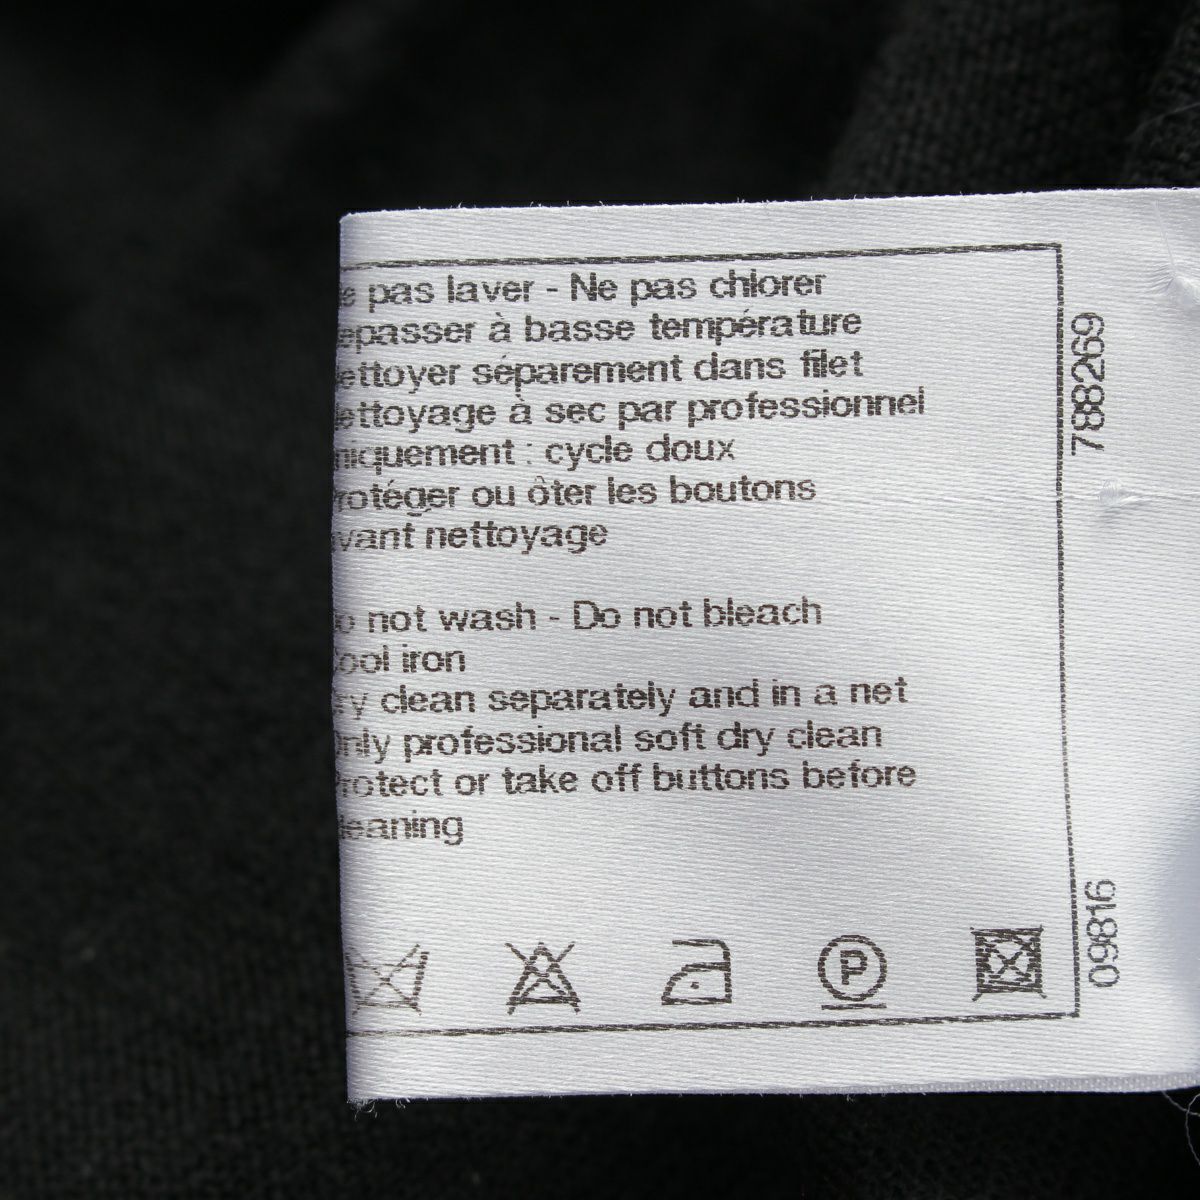 e pas laver - Ne pas chlorer
epasser à basse température
ettoyer séparement dans filet
ettoyage à sec par professionnel
niquement : cycle doux
rotéger ou ôter les boutons
vant nettoyage
o not wash - Do not bleach
ool iron
ry clean separately and in a net
nly professional soft dry clean
rotect or take off buttons before
leaning
P
788269
09816